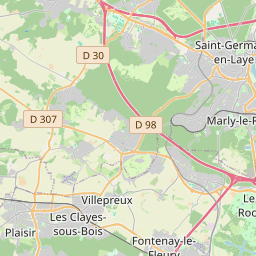 Saint-Germa
en-Laye
D 30
D 307
D 98
Marly-le-
Villepreux
Les Clayes-
sous-Bois
Plaisir
Le
Roc
Fontenay-le-
Fleury